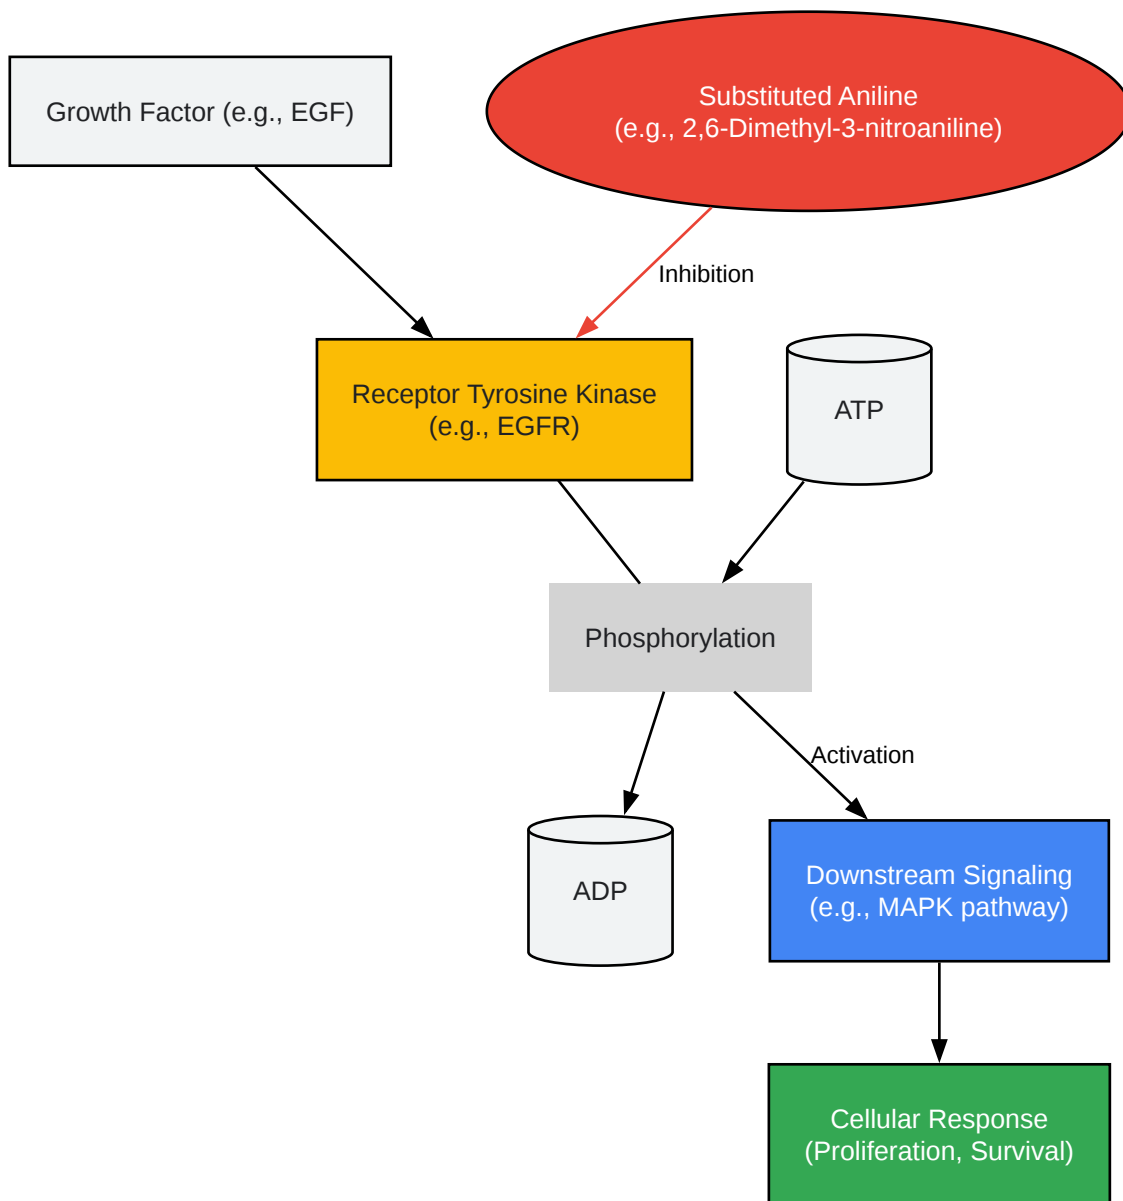 Growth Factor (e.g., EGF)
Substituted Aniline
(e.g., 2,6-Dimethyl-3-nitroaniline)
Inhibition
Receptor Tyrosine Kinase
(e.g., EGFR)
ATP
Phosphorylation
Activation
ADP
Downstream Signaling
(e.g., MAPK pathway)
Cellular Response
(Proliferation, Survival)